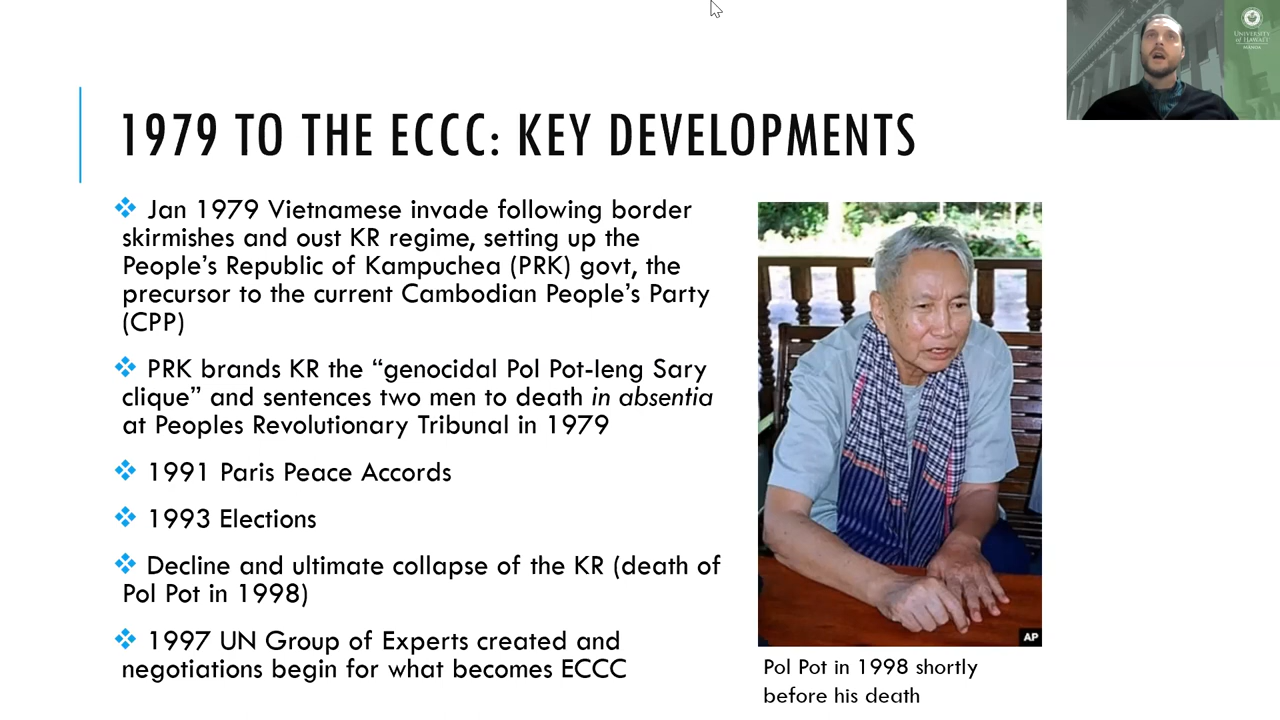 UNIVERSITY
of HAWAI'I
MĀNOA
1979 TO THE ECCC: KEY DEVELOPMENTS
❖ Jan 1979 Vietnamese invade following border
skirmishes and oust KR regime, setting up the
People’s Republic of Kampuchea (PRK) govt, the
precursor to the current Cambodian People’s Party
(CPP)
❖ PRK brands KR the “genocidal Pol Pot-Ieng Sary
clique” and sentences two men to death in absentia
at Peoples Revolutionary Tribunal in 1979
❖ 1991 Paris Peace Accords
❖ 1993 Elections
❖ Decline and ultimate collapse of the KR (death of
Pol Pot in 1998)
❖ 1997 UN Group of Experts created and
negotiations begin for what becomes ECCC
AP
Pol Pot in 1998 shortly
before his death